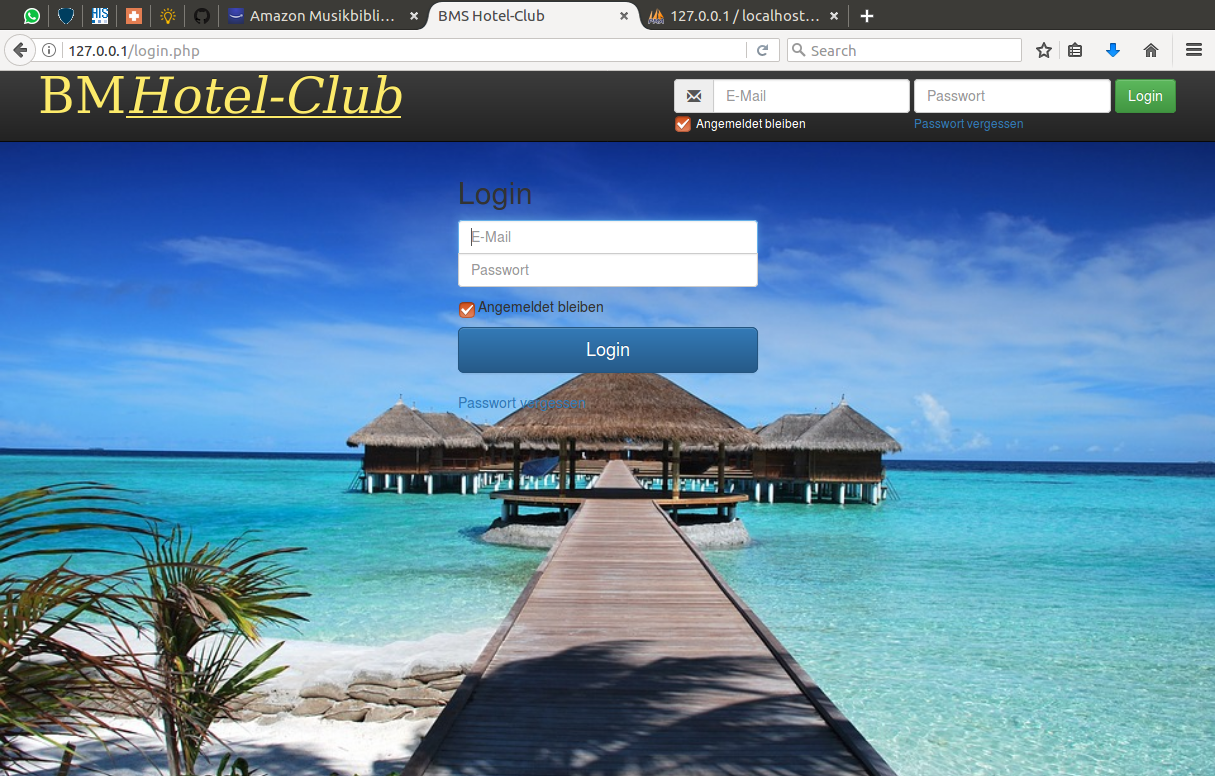 Amazon Musikbibli...
BMS Hotel-Club
127.0.0.1 / localhost...
127.0.0.1/login.php
Search
BMHotel-Club
E-Mail
Passwort
Login
Angemeldet bleiben
Passwort vergessen
Login
E-Mail
Passwort
Angemeldet bleiben
Login
Passwort vergessen